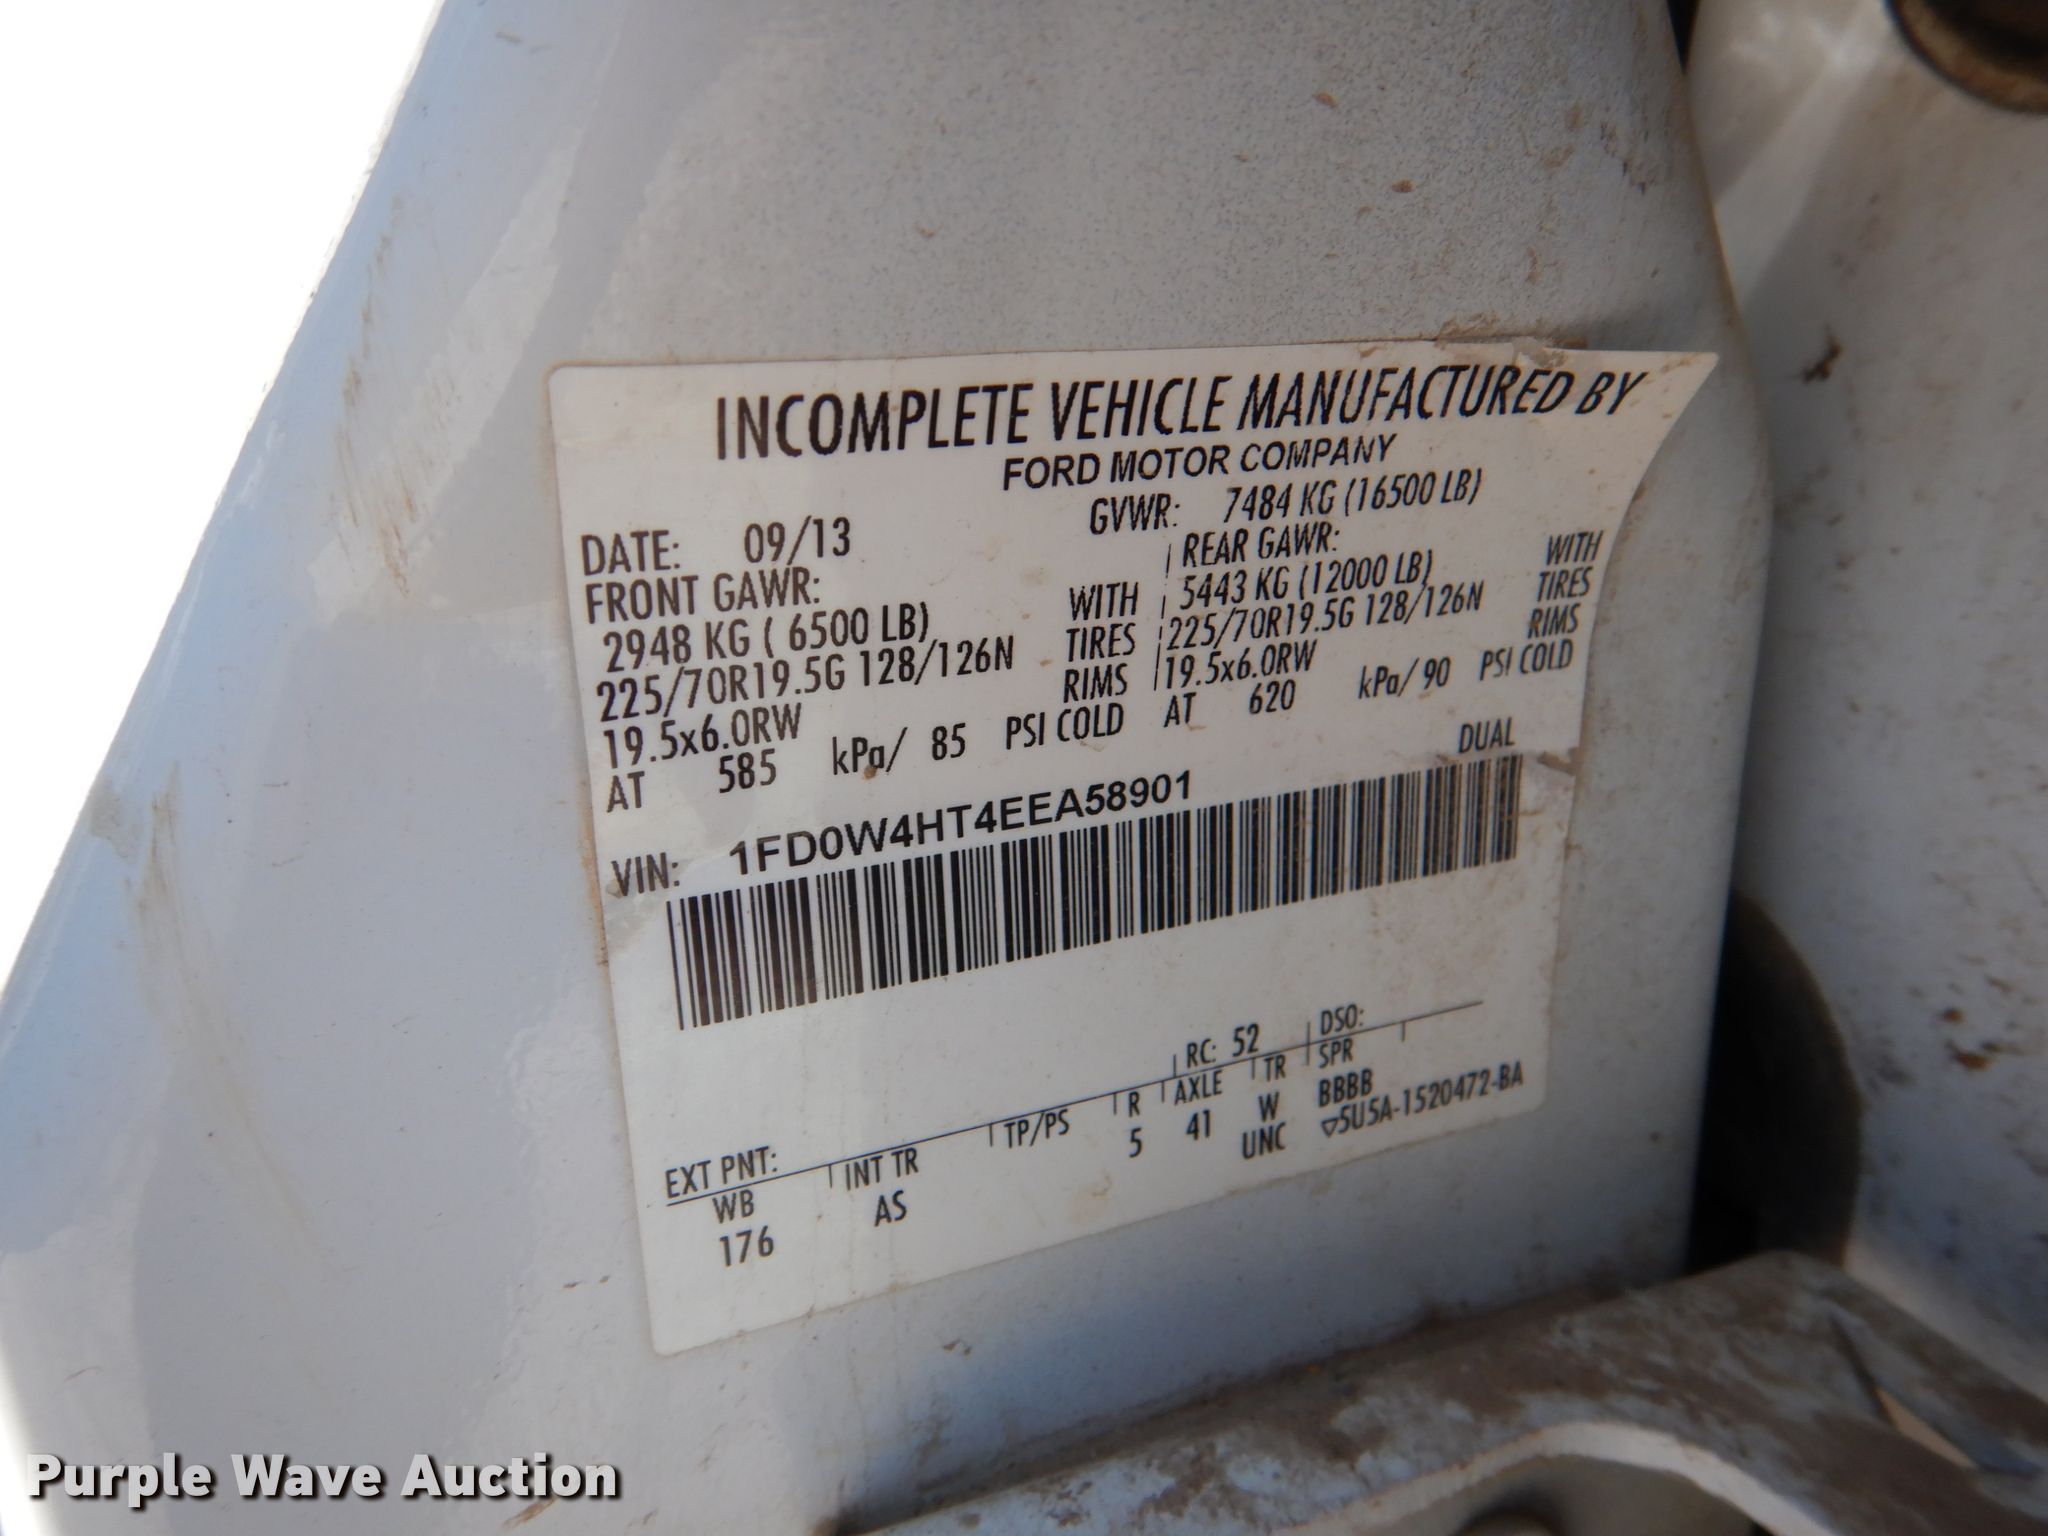 INCOMPLETE VEHICLE MANUFACTURED BY
FORD MOTOR COMPANY
DATE: 09/13 GVWR: 7484 KG (16500 LB)
FRONT GAWR: REAR GAWR:
2948 KG ( 6500 LB) WITH 5443 KG (12000 LB) WITH
225/70R19.5G 128/126N TIRES 225/70R19.5G 128/126N TIRES
19.5x6.0RW RIMS 19.5x6.0RW RIMS
AT 585 kPa/ 85 PSI COLD AT 620 kPa/ 90 PSI COLD
DUAL
VIN: 1FD0W4HT4EEA58901
EXT PNT: RC: 52 DSO:
WB INT TR TP/PS R AXLE TR SPR
176 AS 5 41 W BBBB
UNC ▽5U5A-1520472-BA
Purple Wave Auction